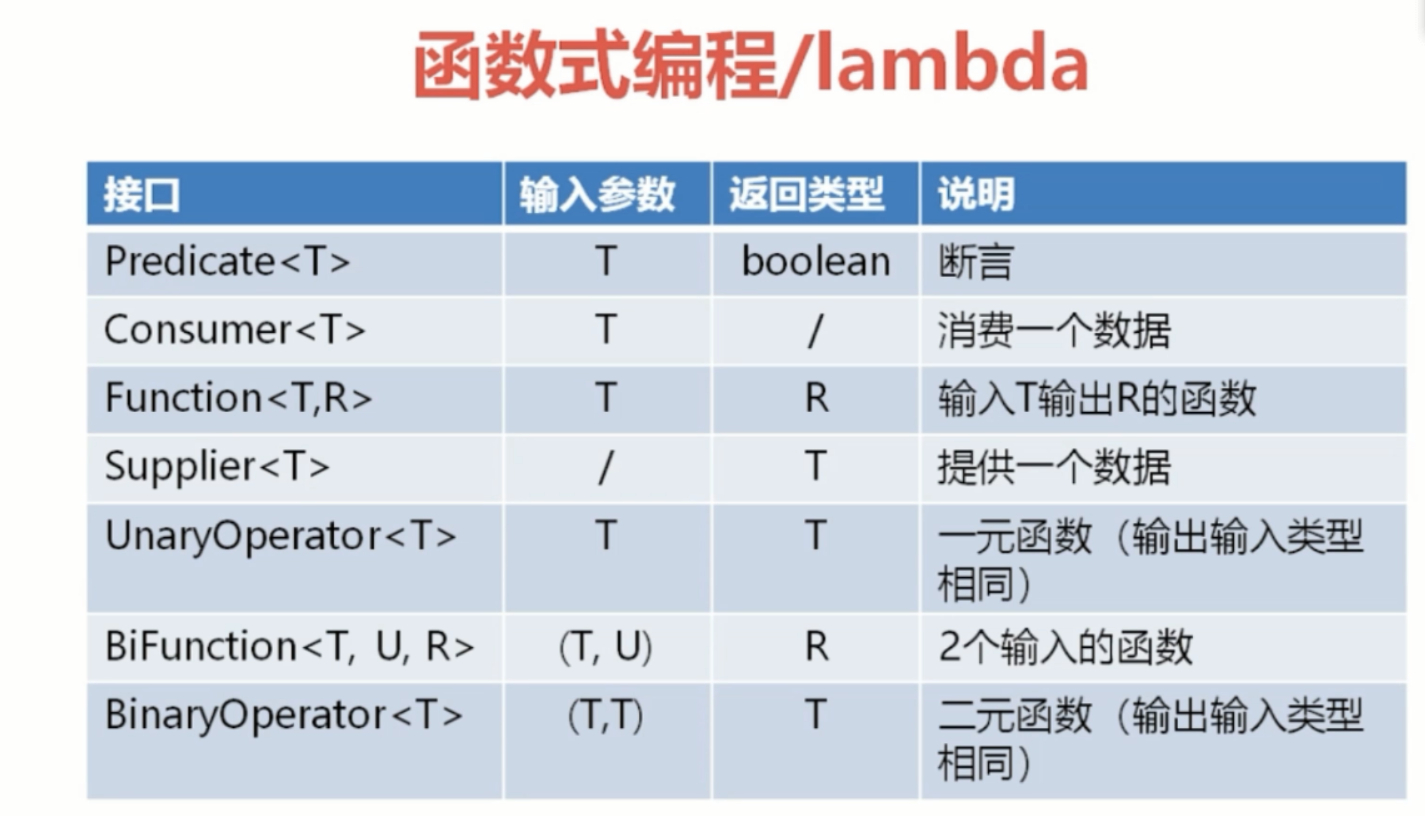 函数式编程/lambda
接口 输入参数 返回类型 说明
Predicate<T> T boolean 断言
Consumer<T> T / 消费一个数据
Function<T,R> T R 输入T输出R的函数
Supplier<T> / T 提供一个数据
UnaryOperator<T> T T 一元函数（输出输入类型
相同）
BiFunction<T, U, R> (T, U) R 2个输入的函数
BinaryOperator<T> (T,T) T 二元函数（输出输入类型
相同）